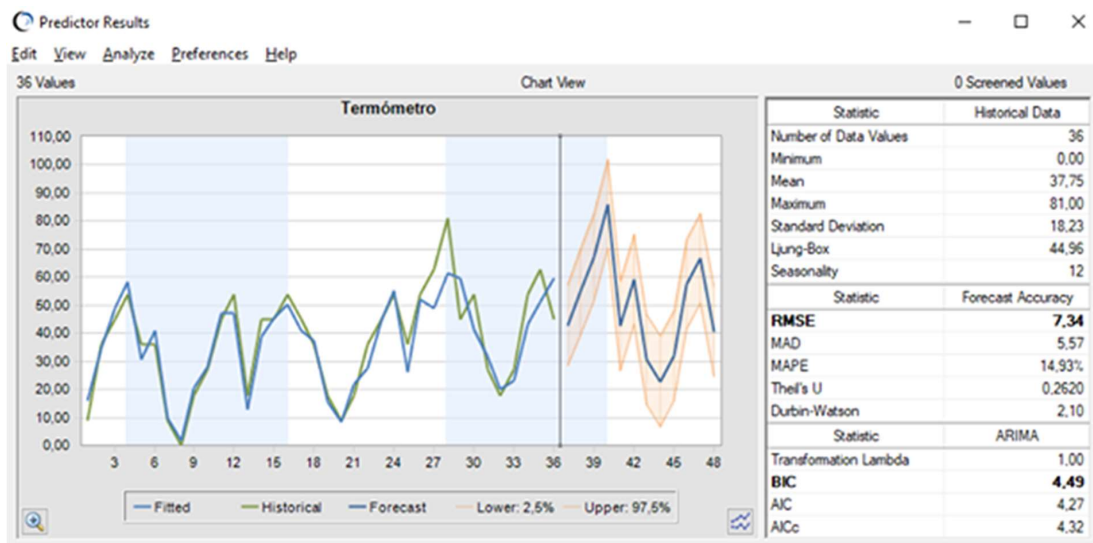 Predictor Results
Edit View Analyze Preferences Help
36 Values
Chart View
0 Screened Values
Termómetro
110,00
100,00
90,00
80,00
70,00
60,00
50,00
40,00
30,00
20,00
10,00
0,00
3 6 9 12 15 18 21 24 27 30 33 36 39 42 45 48
Fitted Historical Forecast Lower: 2,5% Upper: 97,5%
Statistic Historical Data
Number of Data Values 36
Minimum 0,00
Mean 37,75
Maximum 81,00
Standard Deviation 18,23
Ljung-Box 44,96
Seasonality 12
Statistic Forecast Accuracy
RMSE 7,34
MAD 5,57
MAPE 14,93%
Theil's U 0,2620
Durbin-Watson 2,10
Statistic ARIMA
Transformation Lambda 1,00
BIC 4,49
AIC 4,27
AICc 4,32